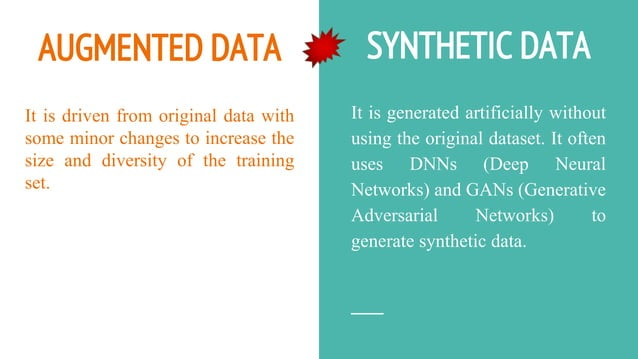 AUGMENTED DATA
It is driven from original data with
some minor changes to increase the
size and diversity of the training
set.
SYNTHETIC DATA
It is generated artificially without
using the original dataset. It often
uses DNNs (Deep Neural
Networks) and GANs (Generative
Adversarial Networks) to
generate synthetic data.